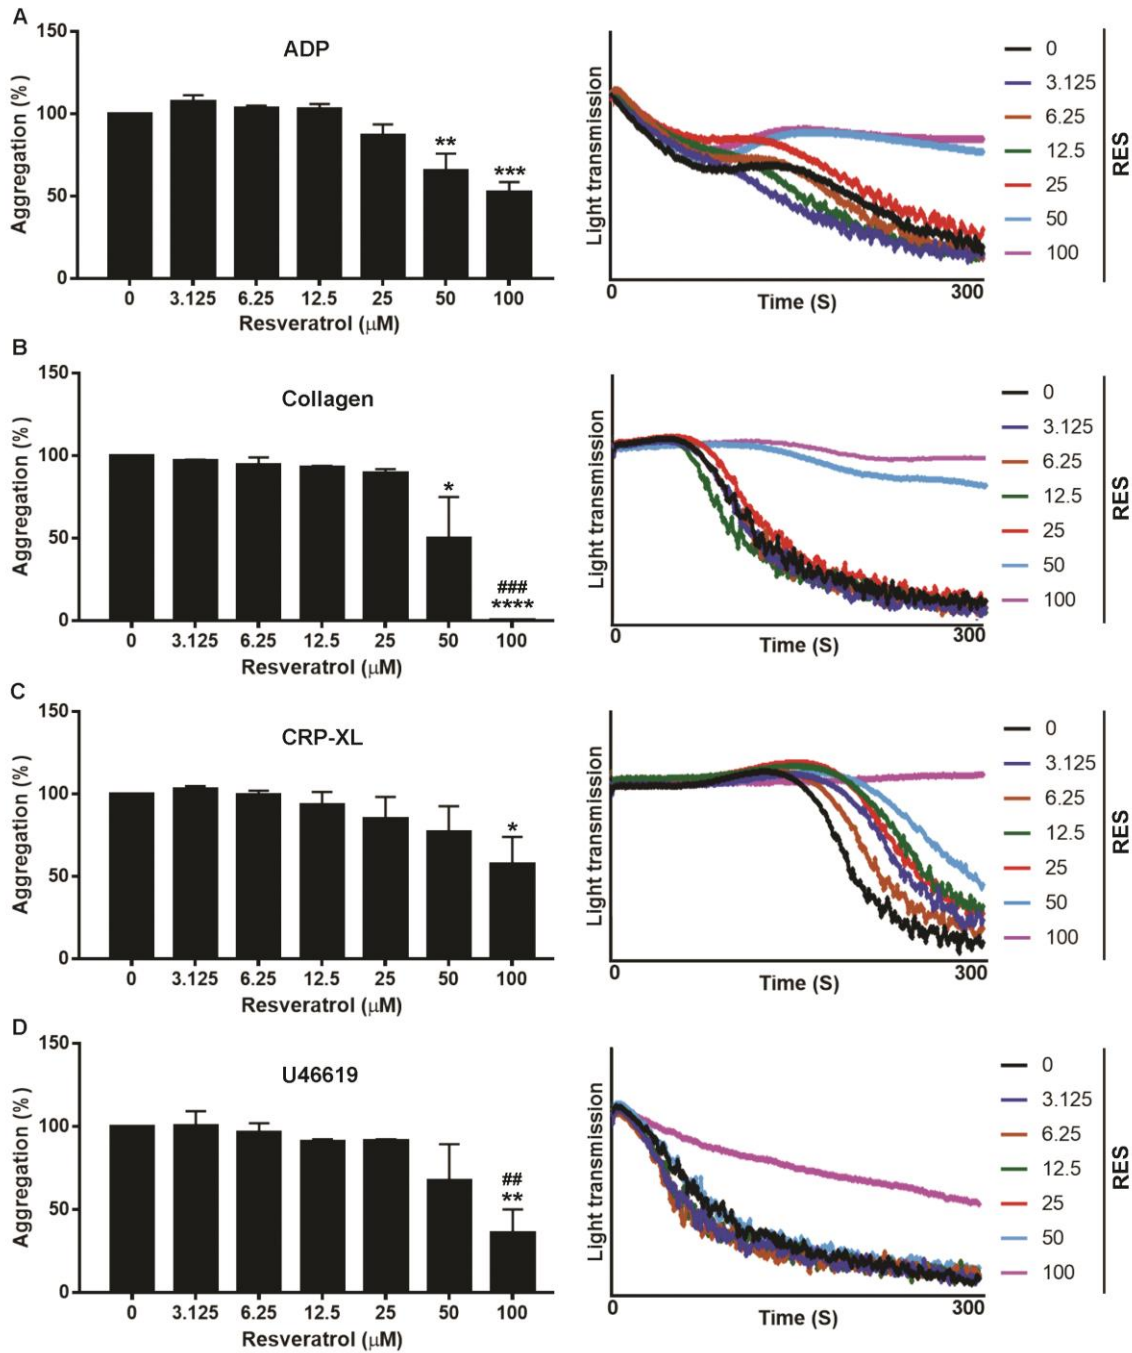 A
ADP
Aggregation (%)
150
100
50
0
**
***
0 3.125 6.25 12.5 25 50 100
Resveratrol (μM)
Light transmission
0 300
Time (S)
0
3.125
6.25
12.5
25
50
100
RES
B
Collagen
Aggregation (%)
150
100
50
0
*
###
****
0 3.125 6.25 12.5 25 50 100
Resveratrol (μM)
Light transmission
0 300
Time (S)
0
3.125
6.25
12.5
25
50
100
RES
C
CRP-XL
Aggregation (%)
150
100
50
0
*
0 3.125 6.25 12.5 25 50 100
Resveratrol (μM)
Light transmission
0 300
Time (S)
0
3.125
6.25
12.5
25
50
100
RES
D
U46619
Aggregation (%)
150
100
50
0
##
**
0 3.125 6.25 12.5 25 50 100
Resveratrol (μM)
Light transmission
0 300
Time (S)
0
3.125
6.25
12.5
25
50
100
RES